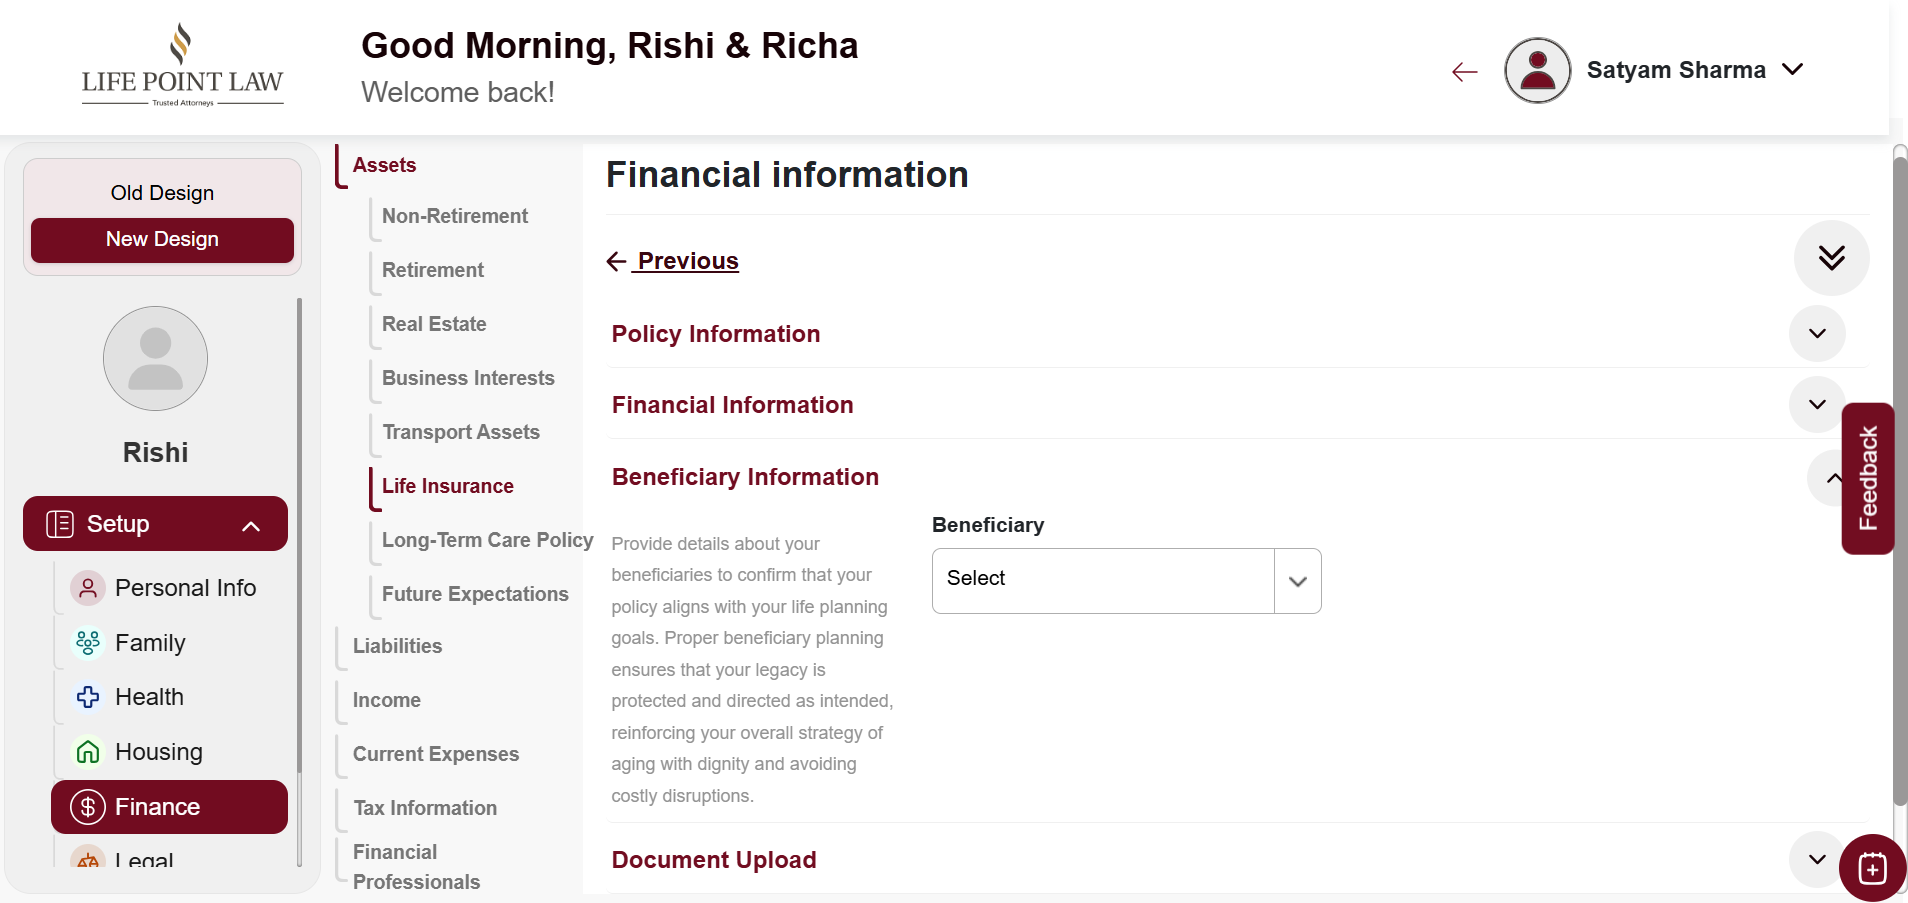 LIFE POINT LAW
Trusted Attorneys
Good Morning, Rishi & Richa
Welcome back!
Satyam Sharma
Old Design
New Design
Rishi
Setup
Personal Info
Family
Health
Housing
Finance
Legal
Assets
Non-Retirement
Retirement
Real Estate
Business Interests
Transport Assets
Life Insurance
Long-Term Care Policy
Future Expectations
Liabilities
Income
Current Expenses
Tax Information
Financial
Professionals
Financial information
Previous
Policy Information
Financial Information
Beneficiary Information
Provide details about your
beneficiaries to confirm that your
policy aligns with your life planning
goals. Proper beneficiary planning
ensures that your legacy is
protected and directed as intended,
reinforcing your overall strategy of
aging with dignity and avoiding
costly disruptions.
Beneficiary
Select
Document Upload
Feedback